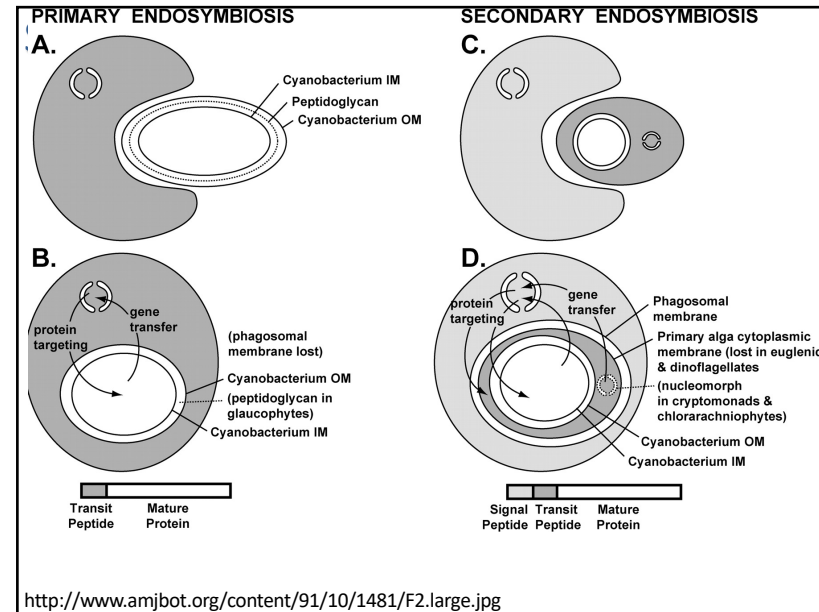 PRIMARY ENDOSYMBIOSIS
A.
Cyanobacterium IM
Peptidoglycan
Cyanobacterium OM
B.
protein
targeting
gene
transfer
(phagosomal
membrane lost)
Cyanobacterium OM
(peptidoglycan in
glaucophytes)
Cyanobacterium IM
Transit
Peptide
Mature
Protein
SECONDARY ENDOSYMBIOSIS
C.
D.
protein
targeting
gene
transfer
Phagosomal
membrane
Primary alga cytoplasmic
membrane (lost in euglenid
& dinoflagellates
(nucleomorph
in cryptomonads &
chlorarachniophytes)
Cyanobacterium OM
Cyanobacterium IM
Signal
Peptide
Transit
Peptide
Mature
Protein
http://www.amjbot.org/content/91/10/1481/F2.large.jpg